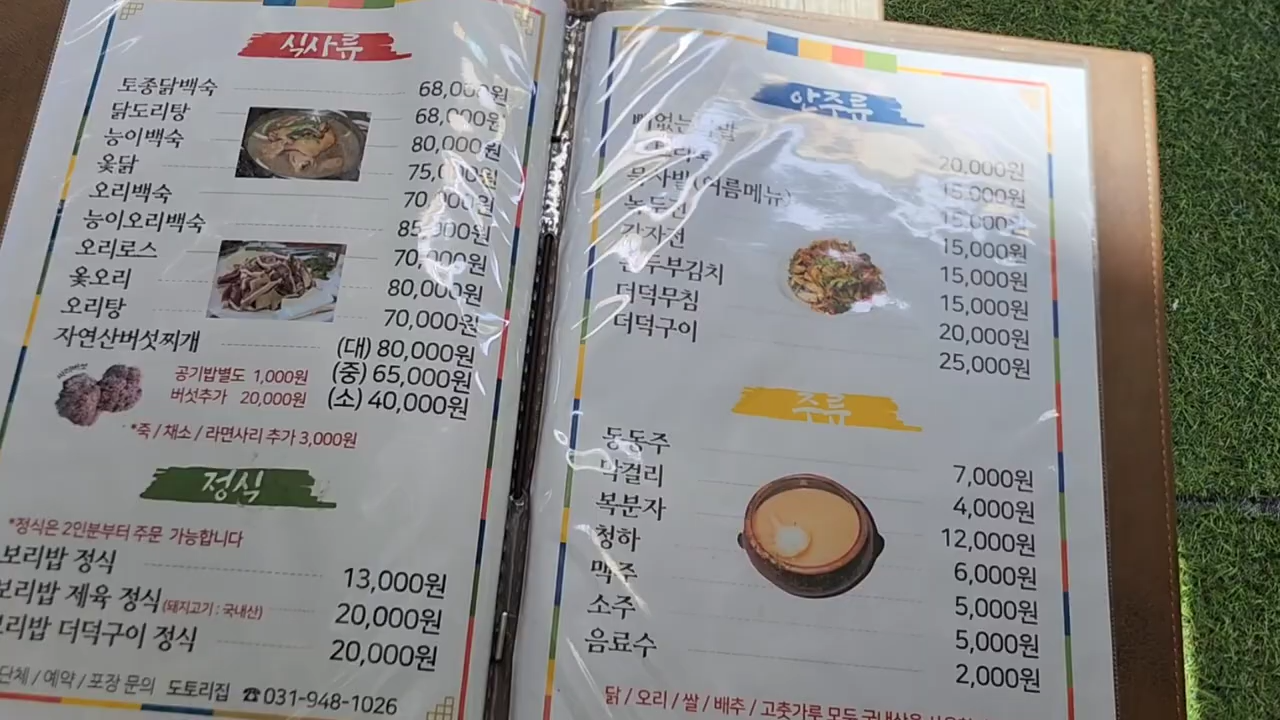 식사류
토종닭백숙 68,000원
닭도리탕 68,000원
능이백숙 80,000원
옻닭 75,000원
오리백숙 70,000원
능이오리백숙 85,000원
오리로스 70,000원
옻오리 80,000원
오리탕 70,000원
자연산버섯찌개 (대) 80,000원
(중) 65,000원
(소) 40,000원
공기밥별도 1,000원
버섯추가 20,000원
*죽 / 채소 / 라면사리 추가 3,000원
정식
*정식은 2인분부터 주문 가능합니다
보리밥 정식 13,000원
보리밥 제육 정식 (돼지고기 : 국내산) 20,000원
보리밥 더덕구이 정식 20,000원
단체 / 예약 / 포장 문의 도토리집 ☎031-948-1026
안주류
20,000원
15,000원
(여름메뉴) 15,000원
녹두전 15,000원
감자전 15,000원
두부김치 15,000원
더덕무침 20,000원
더덕구이 25,000원
주류
동동주 7,000원
막걸리 4,000원
복분자 12,000원
청하 6,000원
맥주 5,000원
소주 5,000원
음료수 2,000원
닭 / 오리 / 쌀 / 배추 / 고춧가루 모두 국내산을